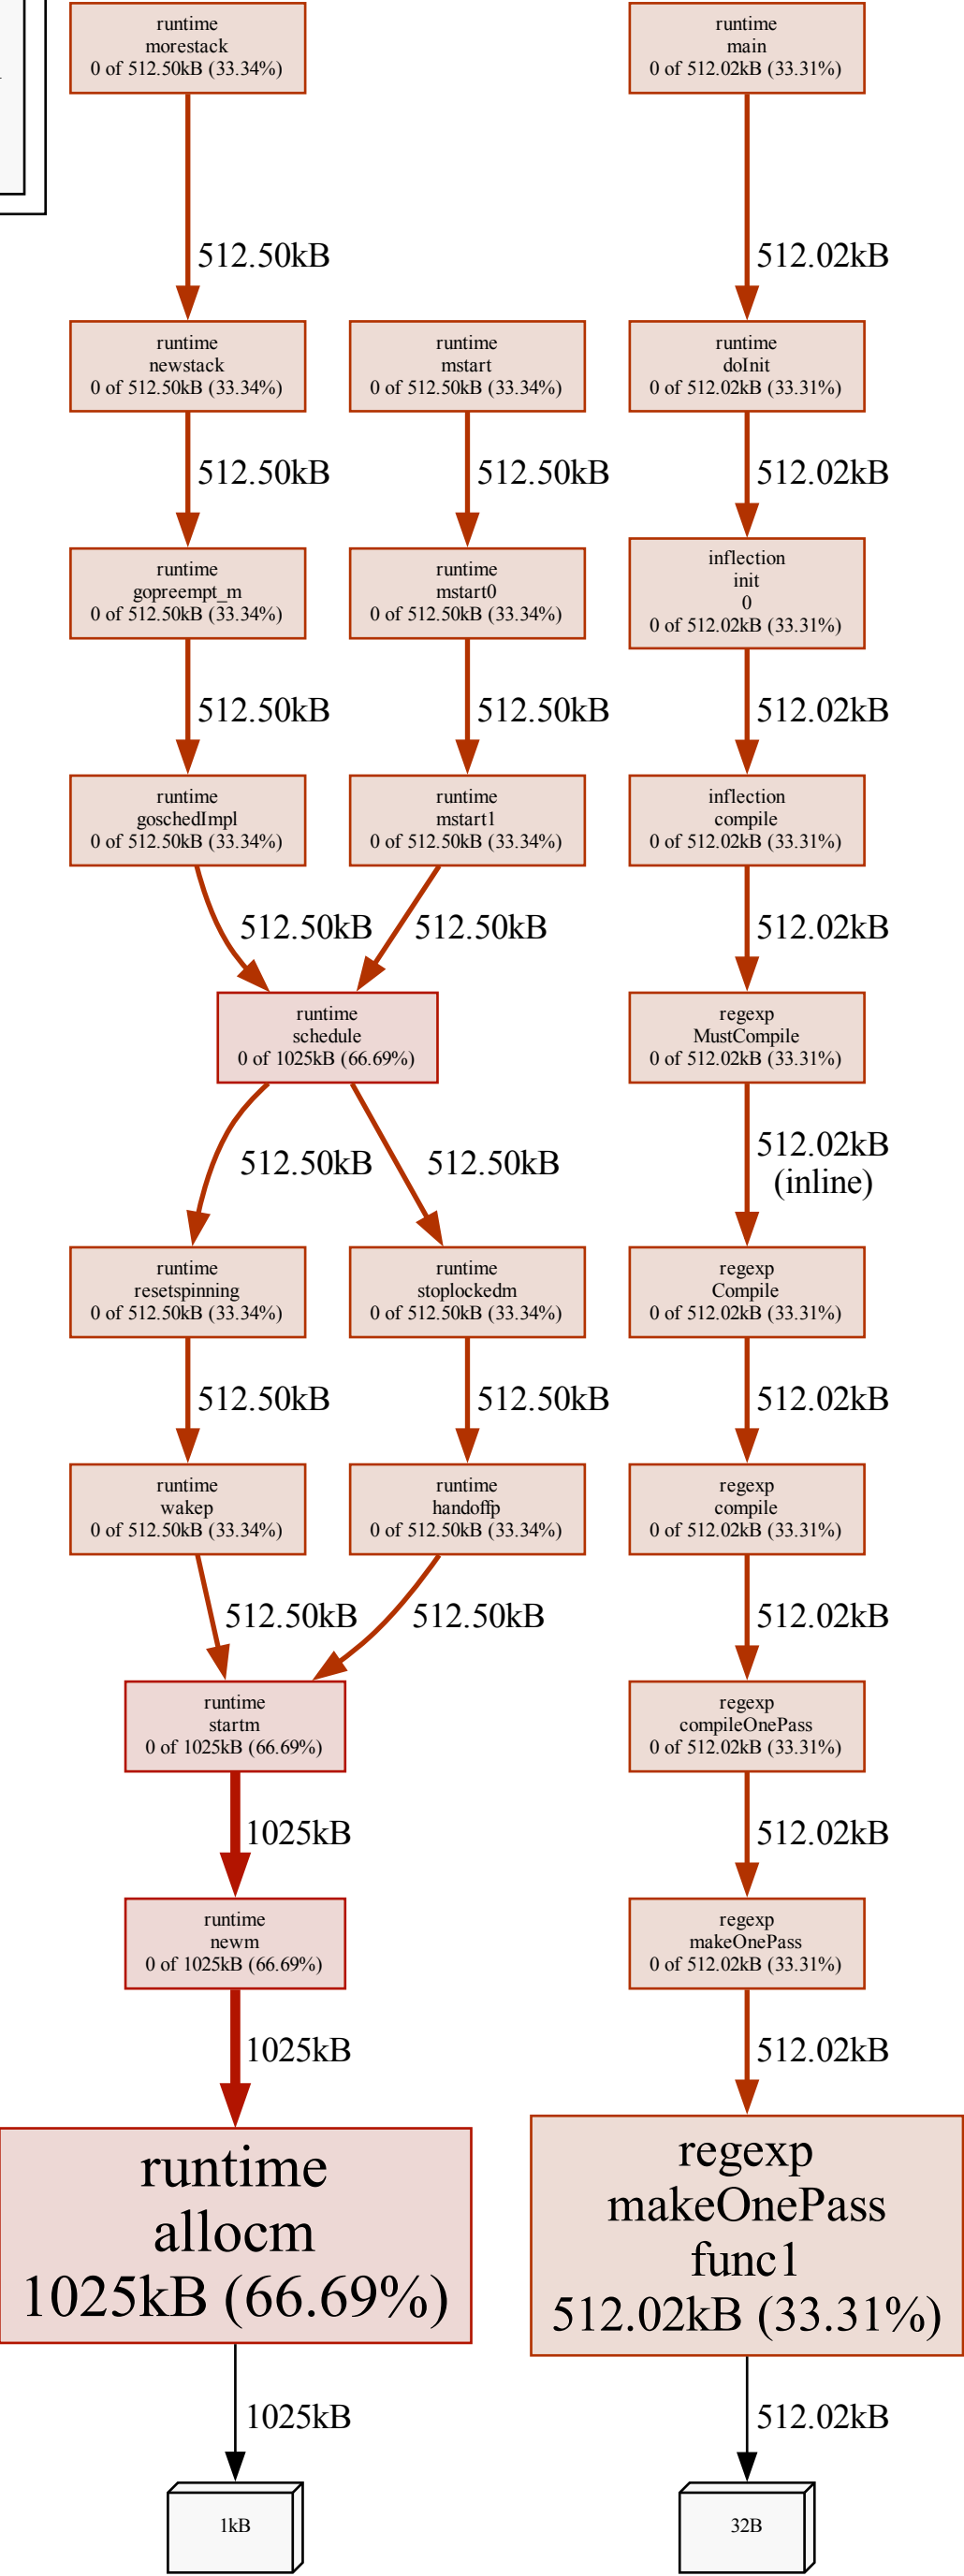 runtime
morestack
0 of 512.50kB (33.34%)
runtime
main
0 of 512.02kB (33.31%)
512.50kB
512.02kB
runtime
newstack
0 of 512.50kB (33.34%)
runtime
mstart
0 of 512.50kB (33.34%)
runtime
doInit
0 of 512.02kB (33.31%)
512.50kB
512.50kB
512.02kB
runtime
gopreempt_m
0 of 512.50kB (33.34%)
runtime
mstart0
0 of 512.50kB (33.34%)
inflection
init
0
0 of 512.02kB (33.31%)
512.50kB
512.50kB
512.02kB
runtime
goschedImpl
0 of 512.50kB (33.34%)
runtime
mstart1
0 of 512.50kB (33.34%)
inflection
compile
0 of 512.02kB (33.31%)
512.50kB
512.50kB
512.02kB
runtime
schedule
0 of 1025kB (66.69%)
regexp
MustCompile
0 of 512.02kB (33.31%)
512.50kB
512.50kB
512.02kB
(inline)
runtime
resetspinning
0 of 512.50kB (33.34%)
runtime
stoplockedm
0 of 512.50kB (33.34%)
regexp
Compile
0 of 512.02kB (33.31%)
512.50kB
512.50kB
512.02kB
runtime
wakep
0 of 512.50kB (33.34%)
runtime
handoffp
0 of 512.50kB (33.34%)
regexp
compile
0 of 512.02kB (33.31%)
512.50kB
512.50kB
512.02kB
runtime
startm
0 of 1025kB (66.69%)
regexp
compileOnePass
0 of 512.02kB (33.31%)
1025kB
512.02kB
runtime
newm
0 of 1025kB (66.69%)
regexp
makeOnePass
0 of 512.02kB (33.31%)
1025kB
512.02kB
runtime
allocm
1025kB (66.69%)
regexp
makeOnePass
func1
512.02kB (33.31%)
1025kB
512.02kB
1kB
32B